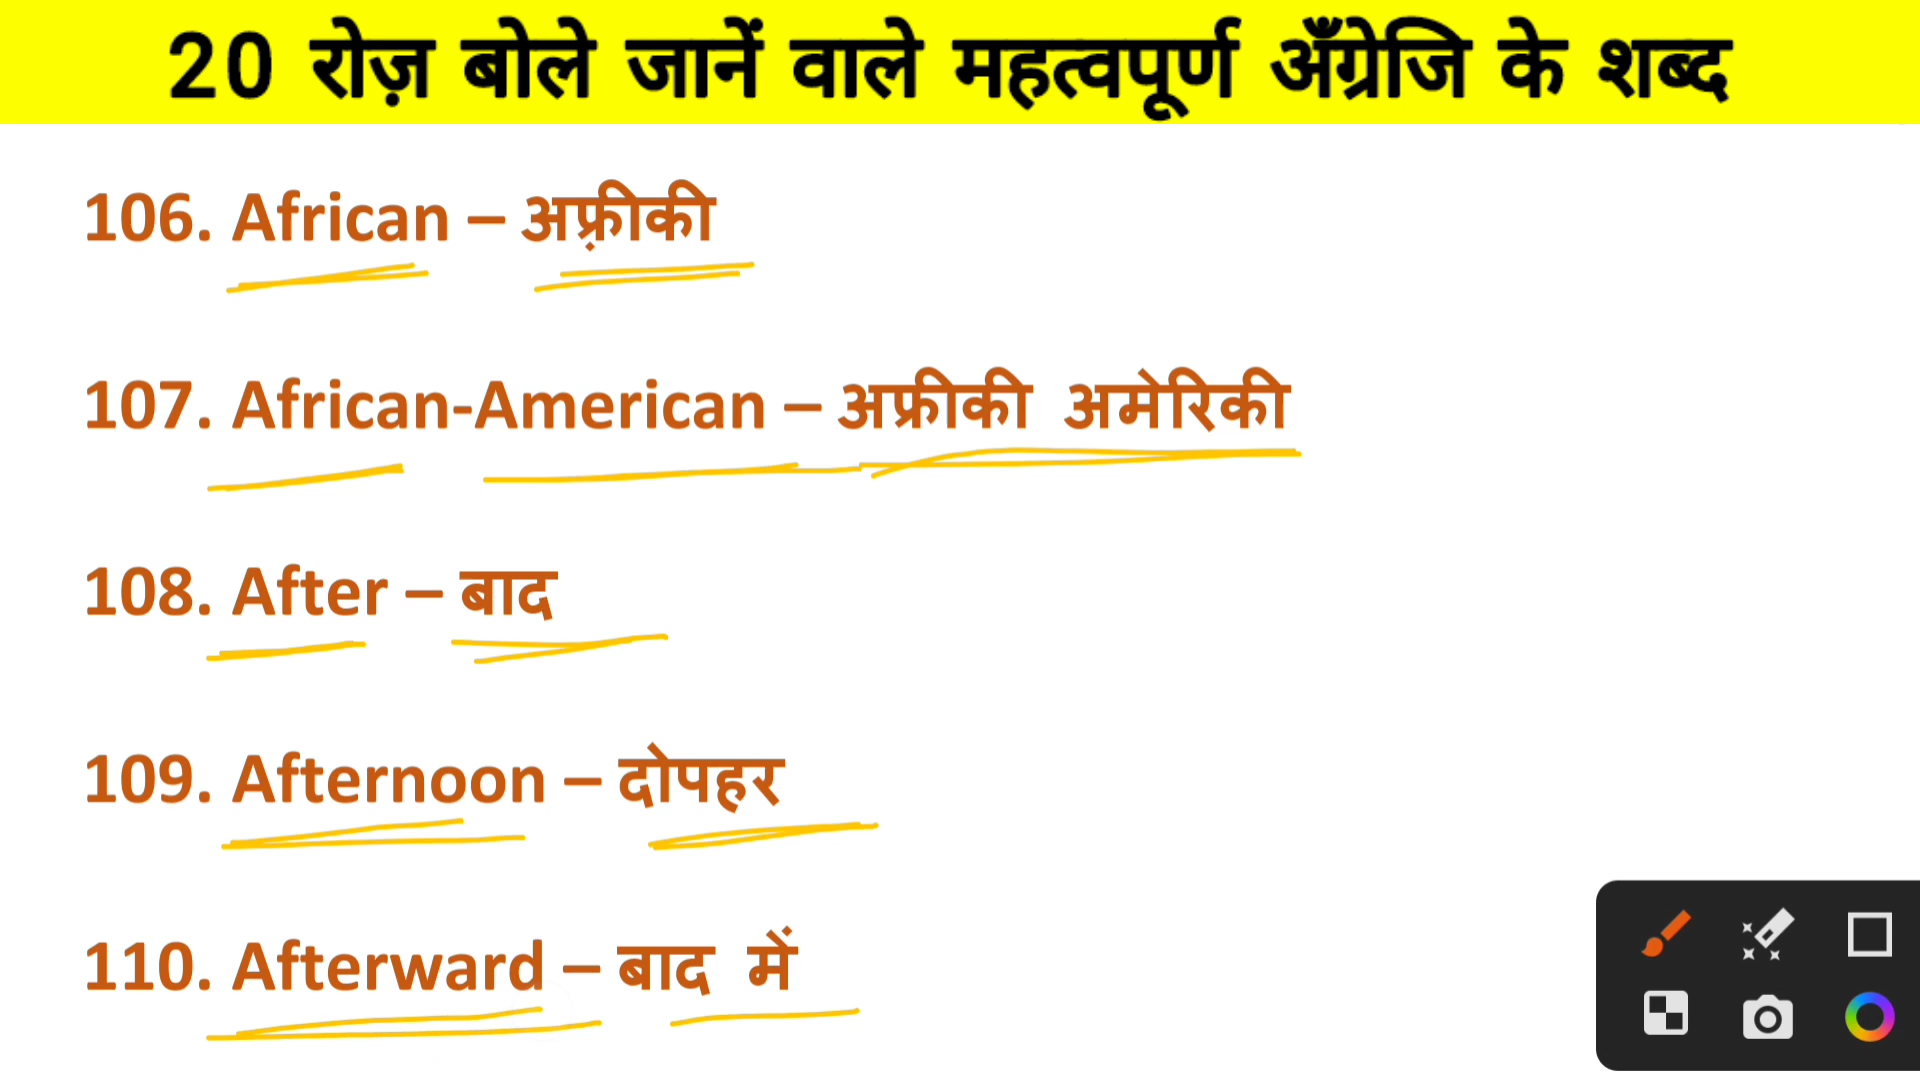 20 रोज़ बोले जानें वाले महत्वपूर्ण अँग्रेजि के शब्द
106. African – अफ़्रीकी
107. African-American – अफ्रीकी अमेरिकी
108. After – बाद
109. Afternoon – दोपहर
110. Afterward – बाद में